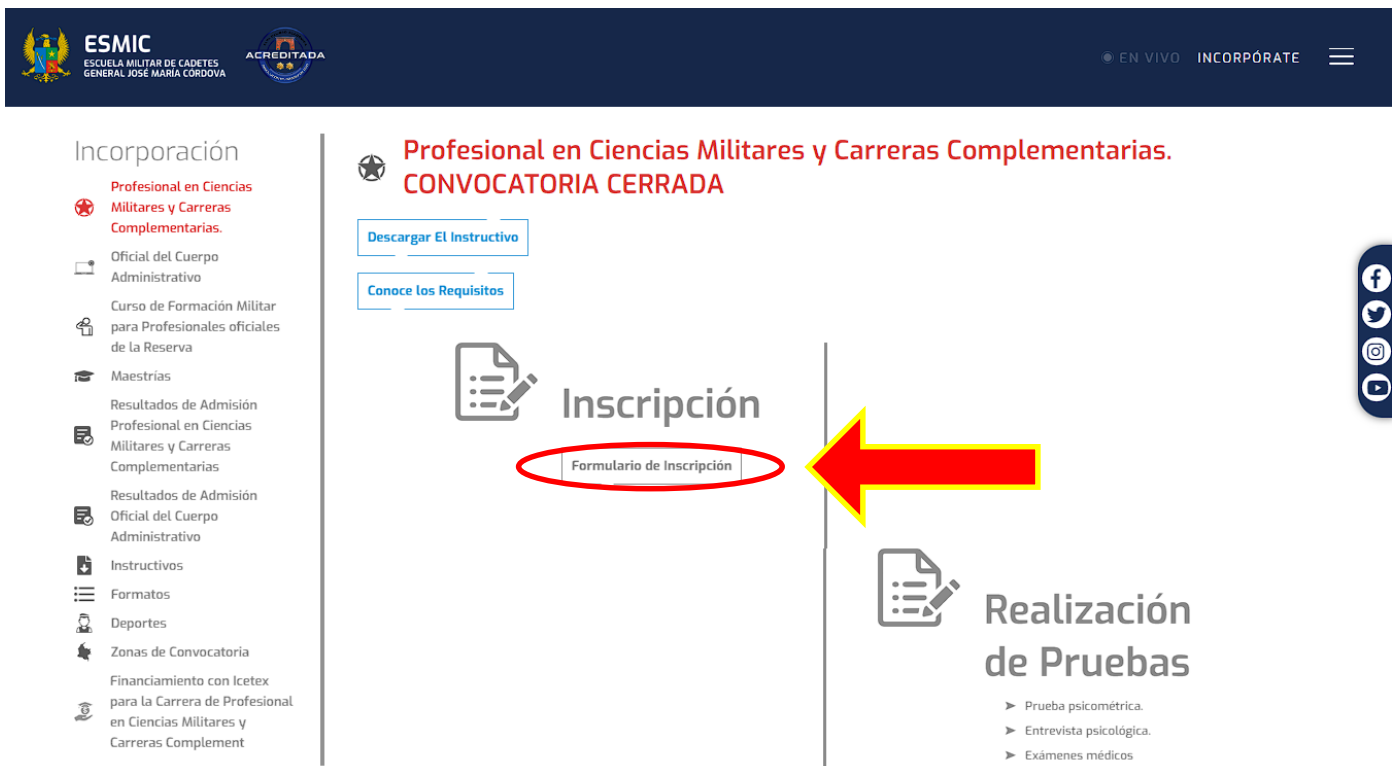 ESMIC
ESCUELA MILITAR DE CADETES
GENERAL JOSÉ MARÍA CÓRDOVA
ACREDITADA
EN VIVO
INCORPÓRATE
Incorporación
Profesional en Ciencias
Militares y Carreras
Complementarias.
Oficial del Cuerpo
Administrativo
Curso de Formación Militar
para Profesionales oficiales
de la Reserva
Maestrías
Resultados de Admisión
Profesional en Ciencias
Militares y Carreras
Complementarias
Resultados de Admisión
Oficial del Cuerpo
Administrativo
Instructivos
Formatos
Deportes
Zonas de Convocatoria
Financiamiento con Icetex
para la Carrera de Profesional
en Ciencias Militares y
Carreras Complement
Profesional en Ciencias Militares y Carreras Complementarias.
CONVOCATORIA CERRADA
Descargar El Instructivo
Conoce los Requisitos
Inscripción
Formulario de Inscripción
Realización
de Pruebas
Prueba psicométrica.
Entrevista psicológica.
Exámenes médicos